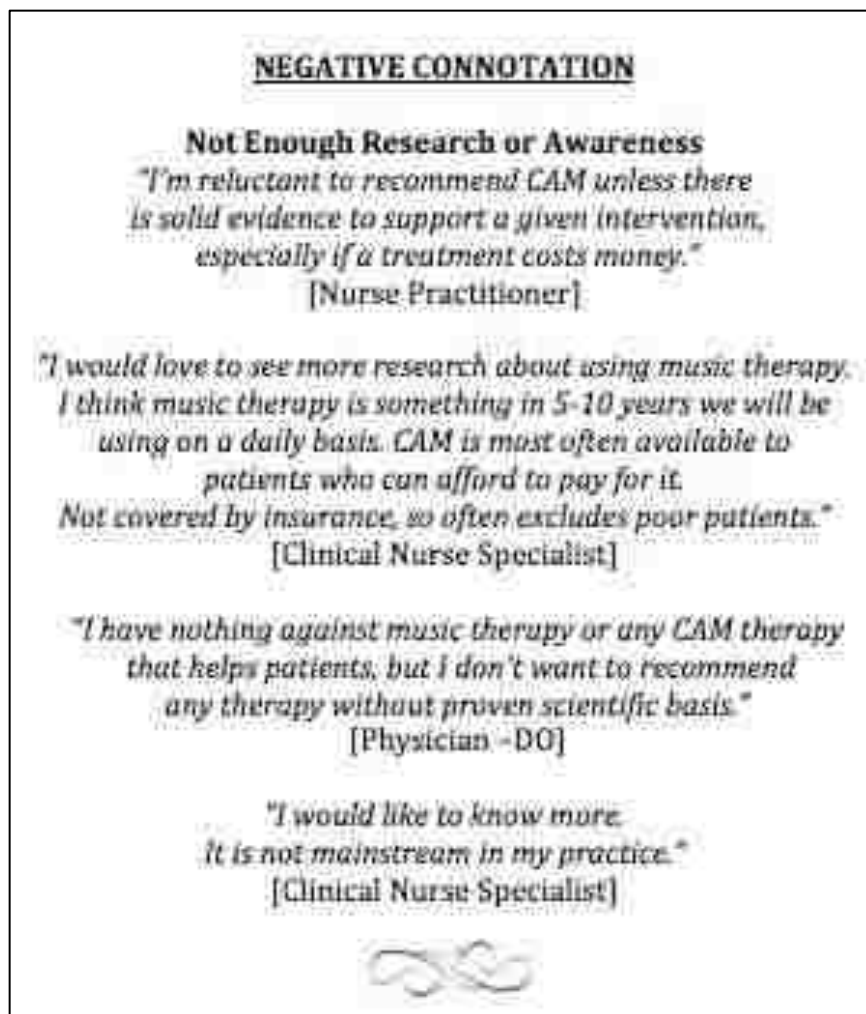 NEGATIVE CONNOTATION
Not Enough Research or Awareness
"I'm reluctant to recommend CAM unless there
is solid evidence to support a given intervention,
especially if a treatment costs money."
[Nurse Practitioner]
"I would love to see more research about using music therapy.
I think music therapy is something in 5-10 years we will be
using on a daily basis. CAM is most often available to
patients who can afford to pay for it.
Not covered by insurance, so often excludes poor patients."
[Clinical Nurse Specialist]
"I have nothing against music therapy or any CAM therapy
that helps patients, but I don't want to recommend
any therapy without proven scientific basis."
[Physician –DO]
"I would like to know more.
It is not mainstream in my practice."
[Clinical Nurse Specialist]